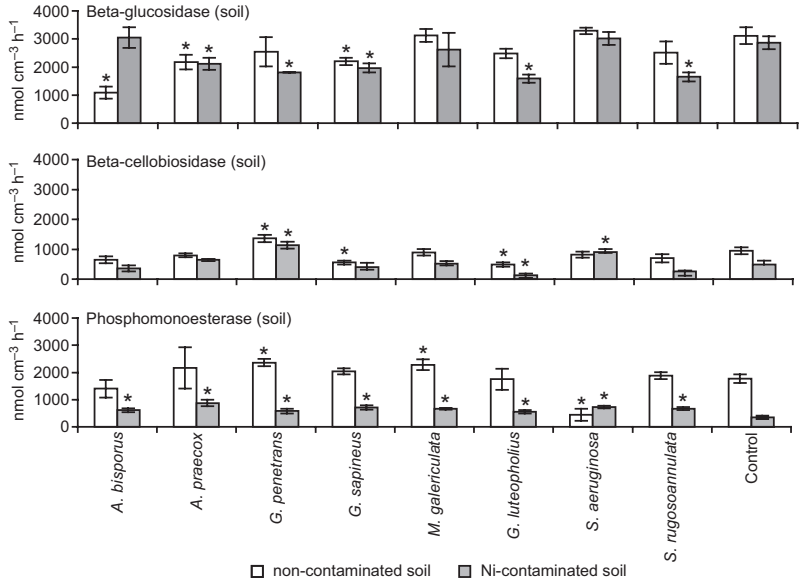 Beta-glucosidase (soil)
nmol cm⁻³ h⁻¹
4000
3000
2000
1000
0
* * * * * * * *
Beta-cellobiosidase (soil)
nmol cm⁻³ h⁻¹
4000
3000
2000
1000
0
* * * * * *
Phosphomonoesterase (soil)
nmol cm⁻³ h⁻¹
4000
3000
2000
1000
0
* * * * * * * * * * *
A. bisporus
A. praecox
G. penetrans
G. sapineus
M. galericulata
G. luteopholius
S. aeruginosa
S. rugosoannulata
Control
non-contaminated soil
Ni-contaminated soil